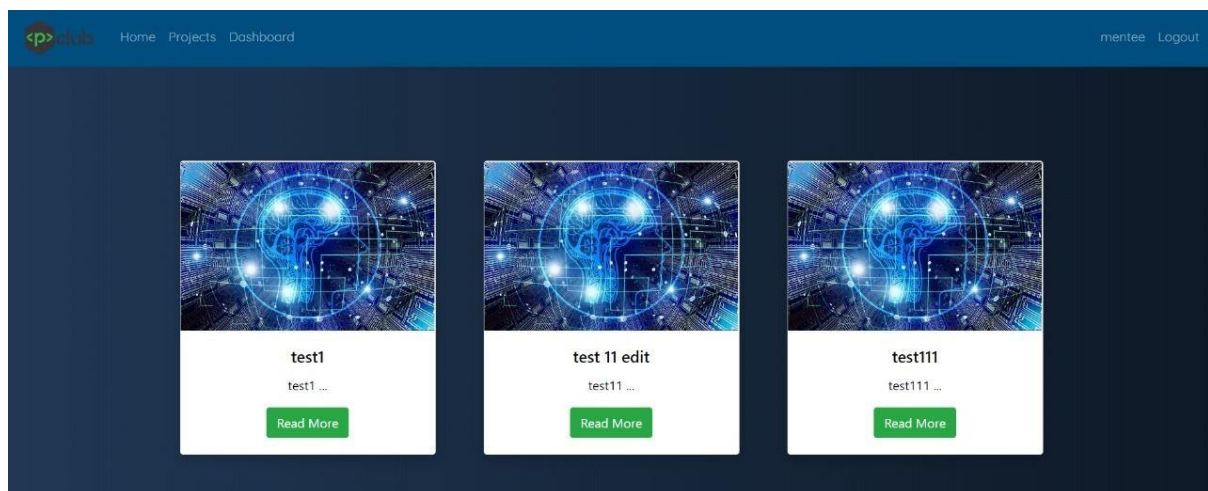 <p>club
Home Projects Dashboard
mentee Logout
test1
test1 ...
Read More
test 11 edit
test11 ...
Read More
test111
test111 ...
Read More